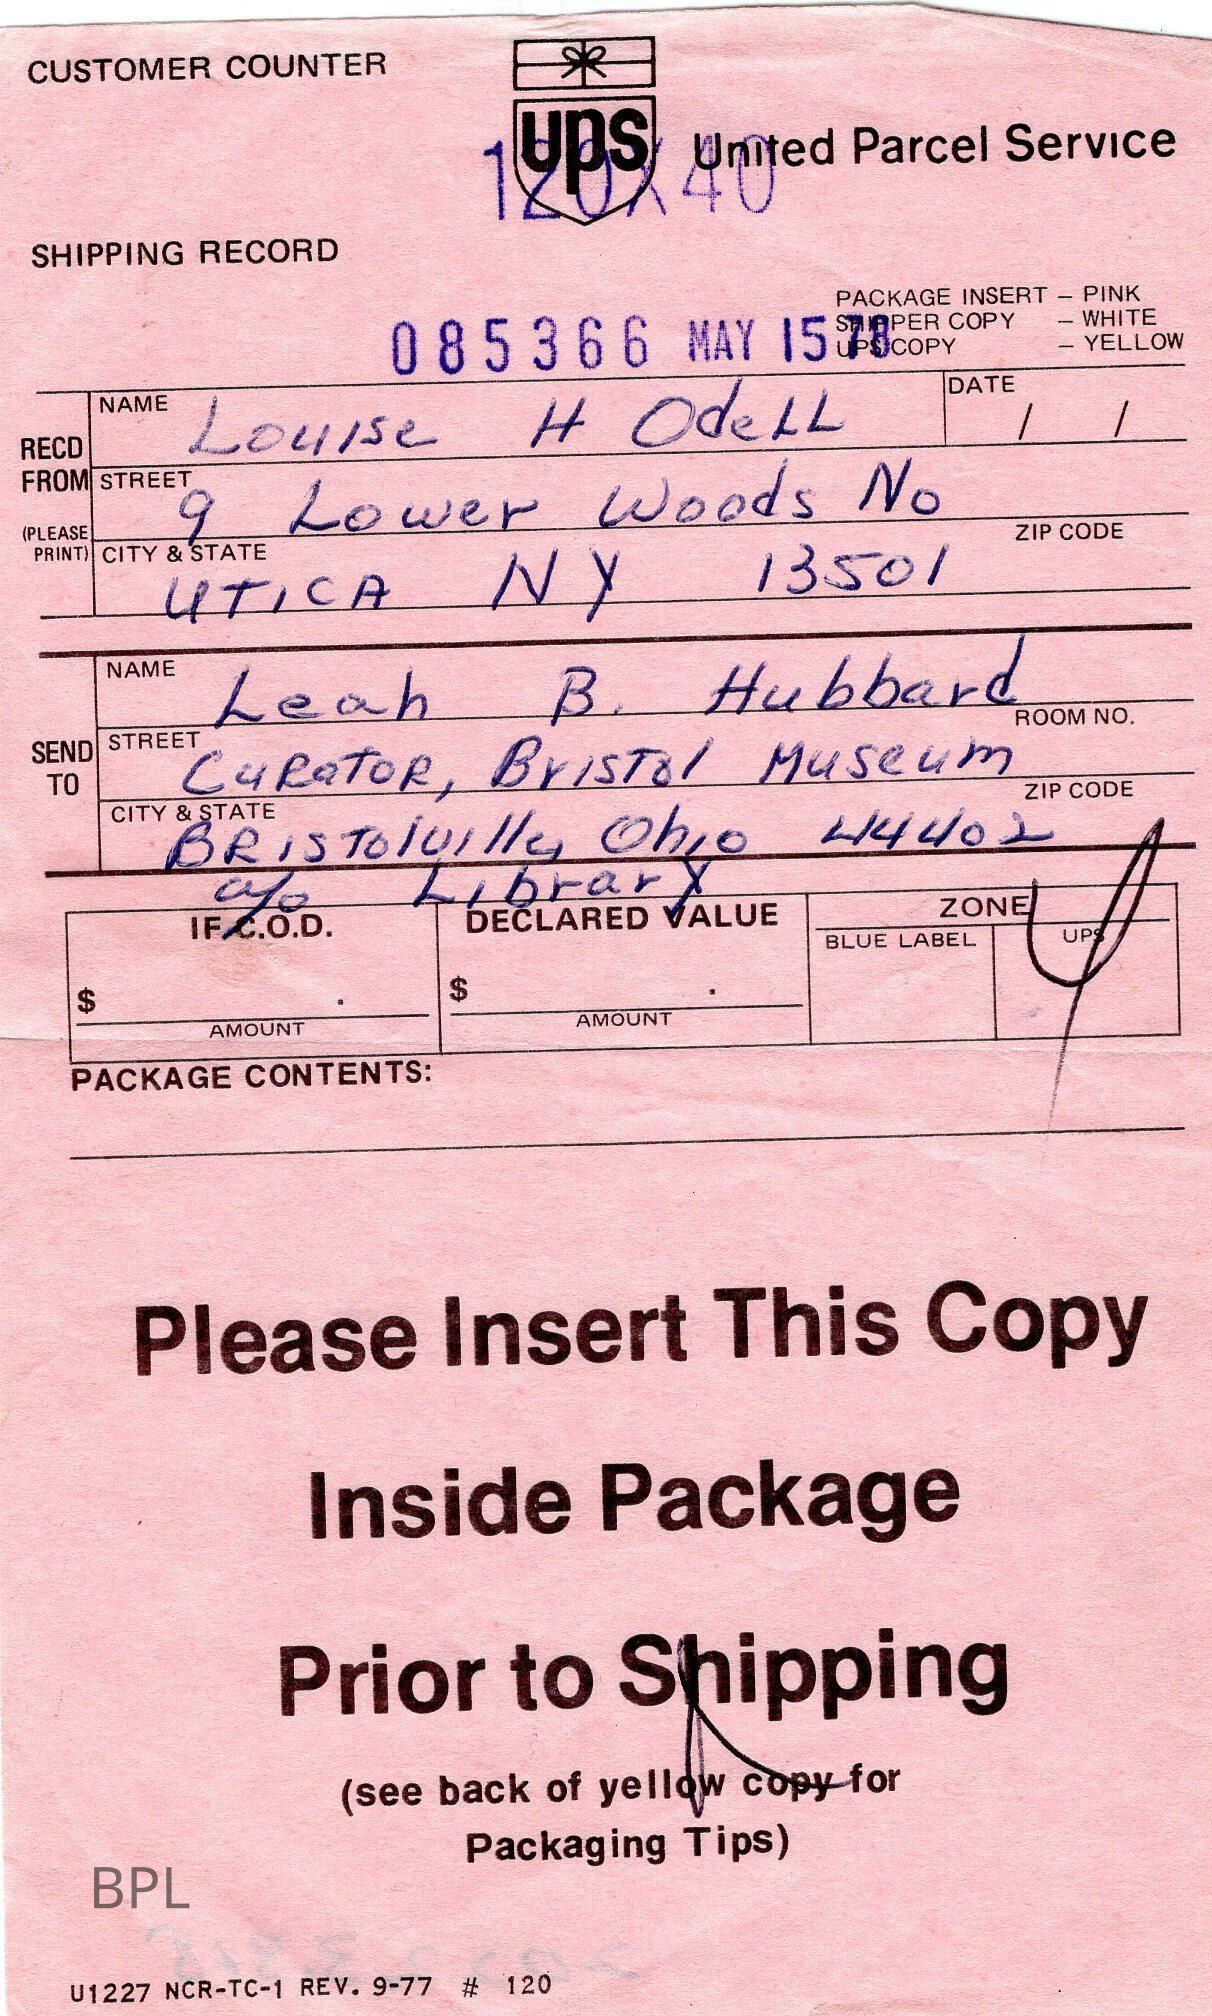 CUSTOMER COUNTER
ups United Parcel Service
120X40
SHIPPING RECORD
PACKAGE INSERT – PINK
SHIPPER COPY – WHITE
UPS COPY – YELLOW
085366 MAY 15 78
NAME Louise H Odell DATE / /
RECD FROM
STREET 9 Lower Woods No
(PLEASE PRINT)
CITY & STATE UTICA NY 13501 ZIP CODE
NAME Leah B. Hubbard
ROOM NO.
SEND TO
STREET Curator, Bristol Museum
ZIP CODE
CITY & STATE Bristolville, Ohio 44402
c/o Library
IF C.O.D. DECLARED VALUE ZONE
BLUE LABEL UPS
$ . $ .
AMOUNT AMOUNT
PACKAGE CONTENTS:
Please Insert This Copy
Inside Package
Prior to Shipping
(see back of yellow copy for
Packaging Tips)
BPL
U1227 NCR-TC-1 REV. 9-77 # 120